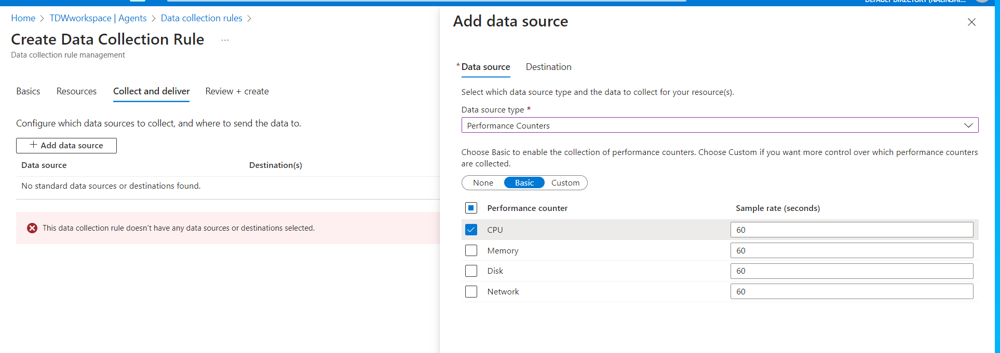 DEFAULT DIRECTORY (NALINSHI...
Home > TDWworkspace | Agents > Data collection rules >
Create Data Collection Rule ...
Data collection rule management
Basics Resources Collect and deliver Review + create
Configure which data sources to collect, and where to send the data to.
+ Add data source
Data source Destination(s)
No standard data sources or destinations found.
This data collection rule doesn't have any data sources or destinations selected.
Add data source
* Data source Destination
Select which data source type and the data to collect for your resource(s).
Data source type *
Performance Counters
Choose Basic to enable the collection of performance counters. Choose Custom if you want more control over which performance counters
are collected.
None Basic Custom
Performance counter Sample rate (seconds)
CPU 60
Memory 60
Disk 60
Network 60